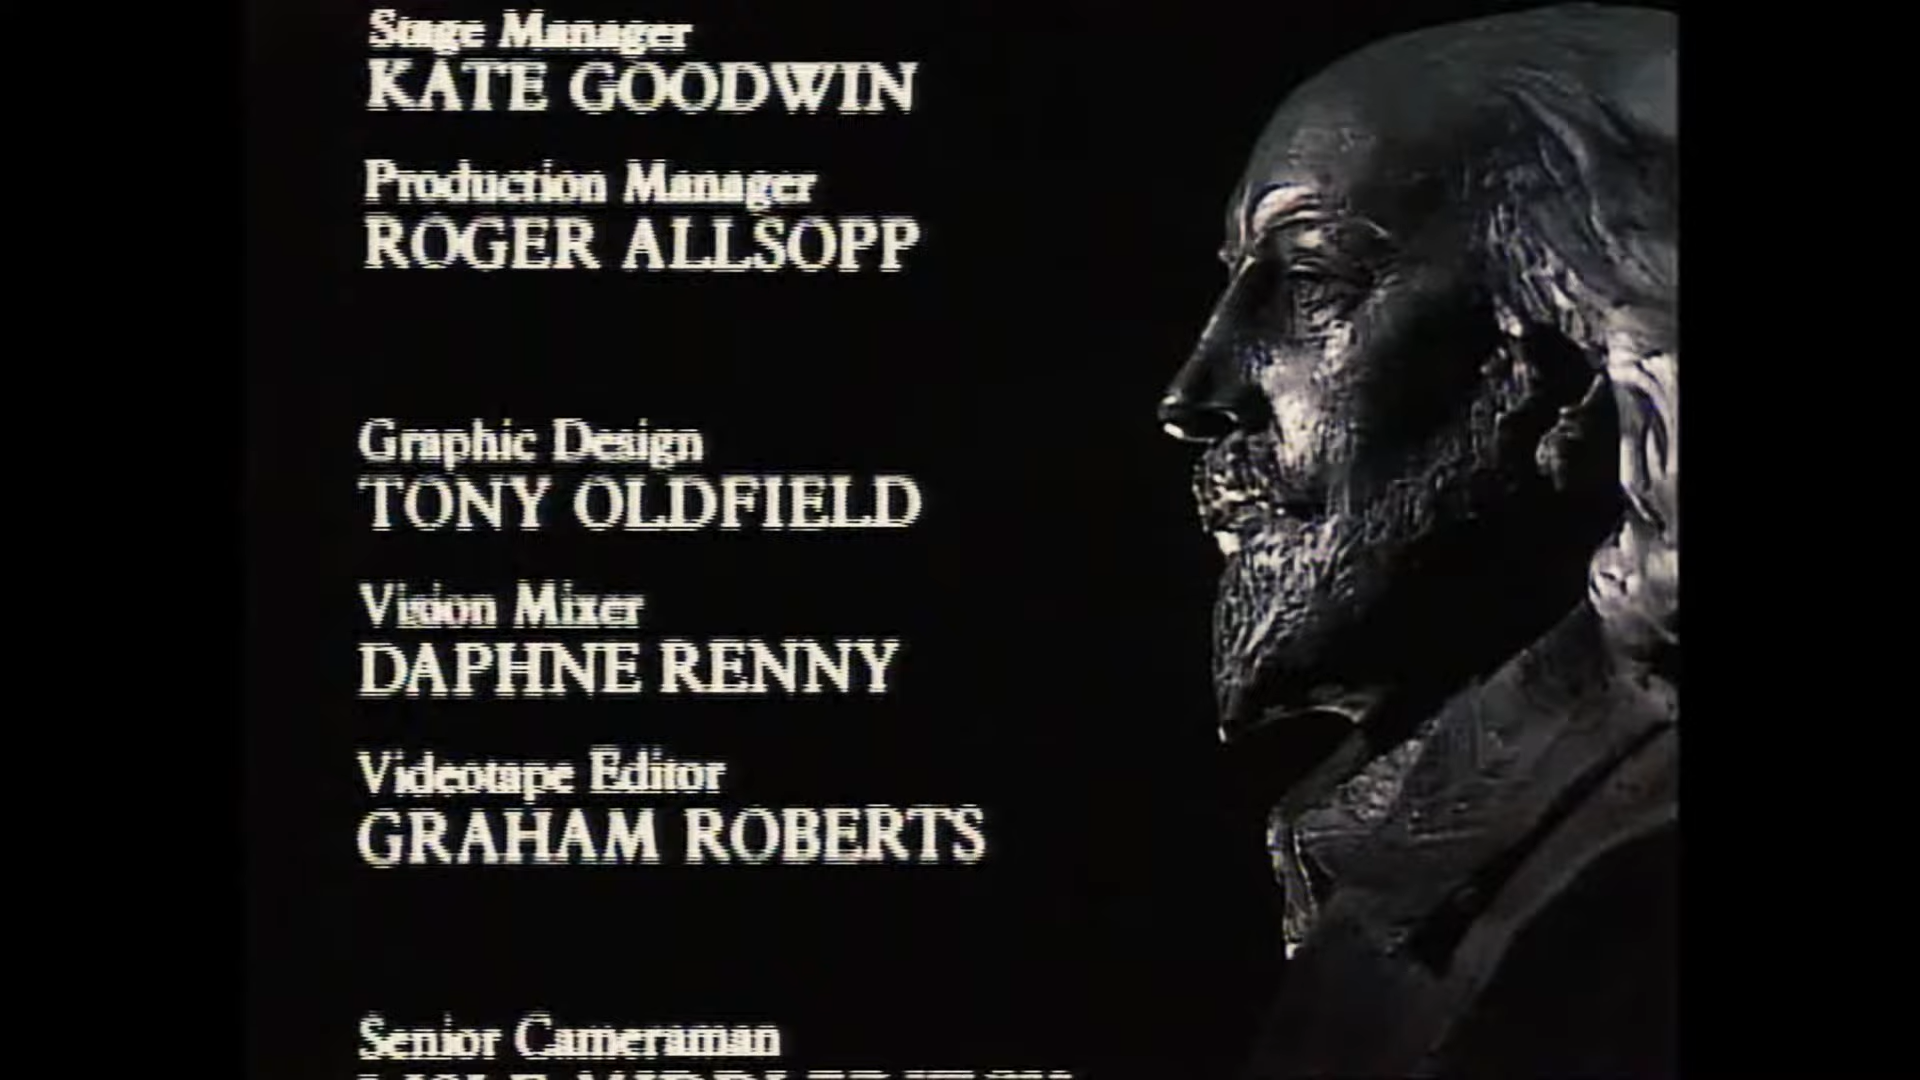 Stage Manager
KATE GOODWIN
Production Manager
ROGER ALLSOPP
Graphic Design
TONY OLDFIELD
Vision Mixer
DAPHNE RENNY
Videotape Editor
GRAHAM ROBERTS
Senior Cameraman